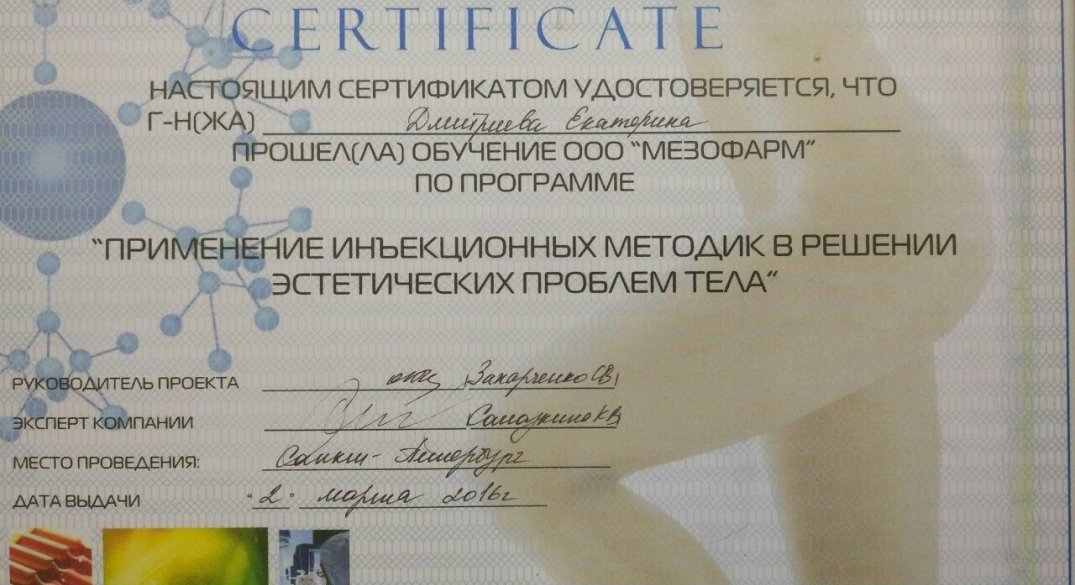 CERTIFICATE
НАСТОЯЩИМ СЕРТИФИКАТОМ УДОСТОВЕРЯЕТСЯ, ЧТО
Г-Н(ЖА) Дмитриева Екатерина
ПРОШЕЛ(ЛА) ОБУЧЕНИЕ ООО "МЕЗОФАРМ"
ПО ПРОГРАММЕ
"ПРИМЕНЕНИЕ ИНЪЕКЦИОННЫХ МЕТОДИК В РЕШЕНИИ
ЭСТЕТИЧЕСКИХ ПРОБЛЕМ ТЕЛА"
РУКОВОДИТЕЛЬ ПРОЕКТА Захарченко СВ
ЭКСПЕРТ КОМПАНИИ
МЕСТО ПРОВЕДЕНИЯ: Санкт-Петербург
ДАТА ВЫДАЧИ "2" марта 2016г